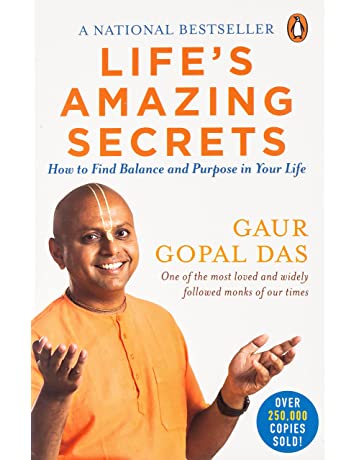 A NATIONAL BESTSELLER
LIFE'S
AMAZING
SECRETS
How to Find Balance and Purpose in Your Life
GAUR
GOPAL DAS
One of the most loved and widely
followed monks of our times
OVER
250,000
COPIES
SOLD!